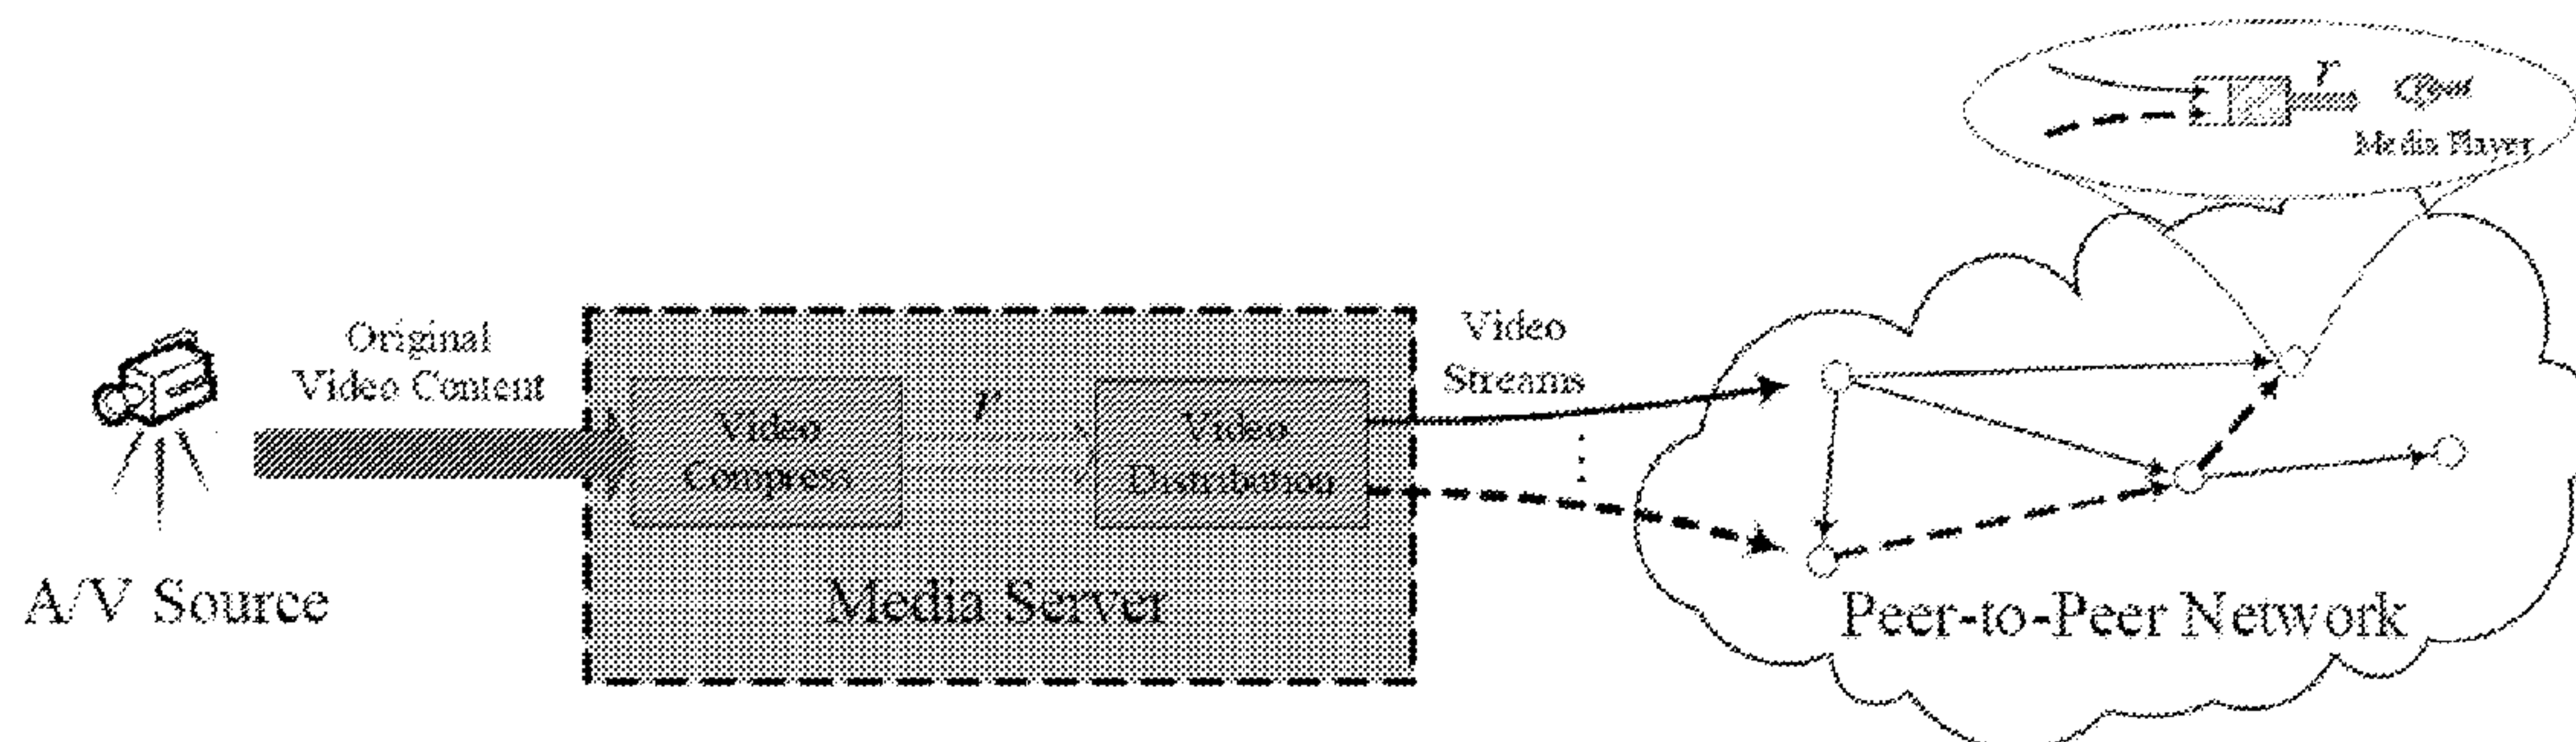 r
Media Player
Original
Video Content
Video
Streams
Video
Compress
r
Video
Distribution
A/V Source
Media Server
Peer-to-Peer Network